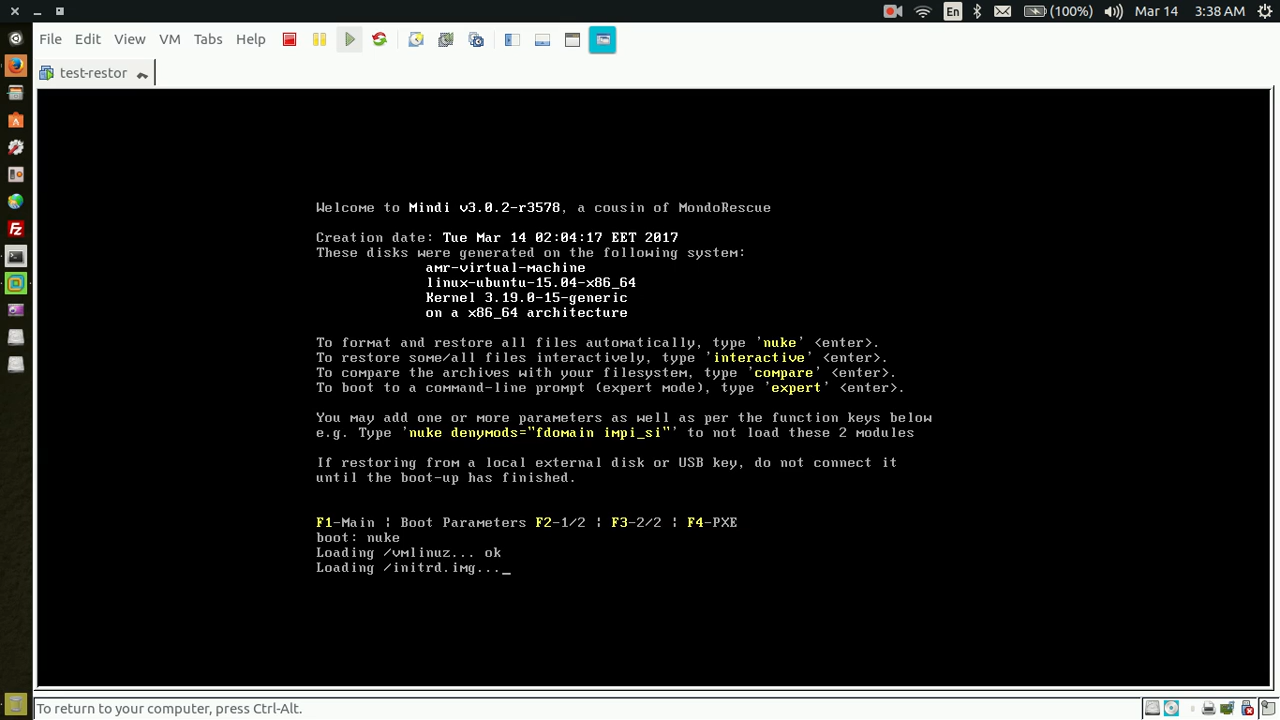 En
(100%)
Mar 14
3:38 AM
File Edit View VM Tabs Help
test-restor
Welcome to Mindi v3.0.2-r3578, a cousin of MondoRescue
Creation date: Tue Mar 14 02:04:17 EET 2017
These disks were generated on the following system:
amr-virtual-machine
linux-ubuntu-15.04-x86_64
Kernel 3.19.0-15-generic
on a x86_64 architecture
To format and restore all files automatically, type 'nuke' <enter>.
To restore some/all files interactively, type 'interactive' <enter>.
To compare the archives with your filesystem, type 'compare' <enter>.
To boot to a command-line prompt (expert mode), type 'expert' <enter>.
You may add one or more parameters as well as per the function keys below
e.g. Type 'nuke denymods="fdomain impi_si"' to not load these 2 modules
If restoring from a local external disk or USB key, do not connect it
until the boot-up has finished.
F1-Main ¦ Boot Parameters F2-1/2 ¦ F3-2/2 ¦ F4-PXE
boot: nuke
Loading /vmlinuz... ok
Loading /initrd.img..._
To return to your computer, press Ctrl-Alt.